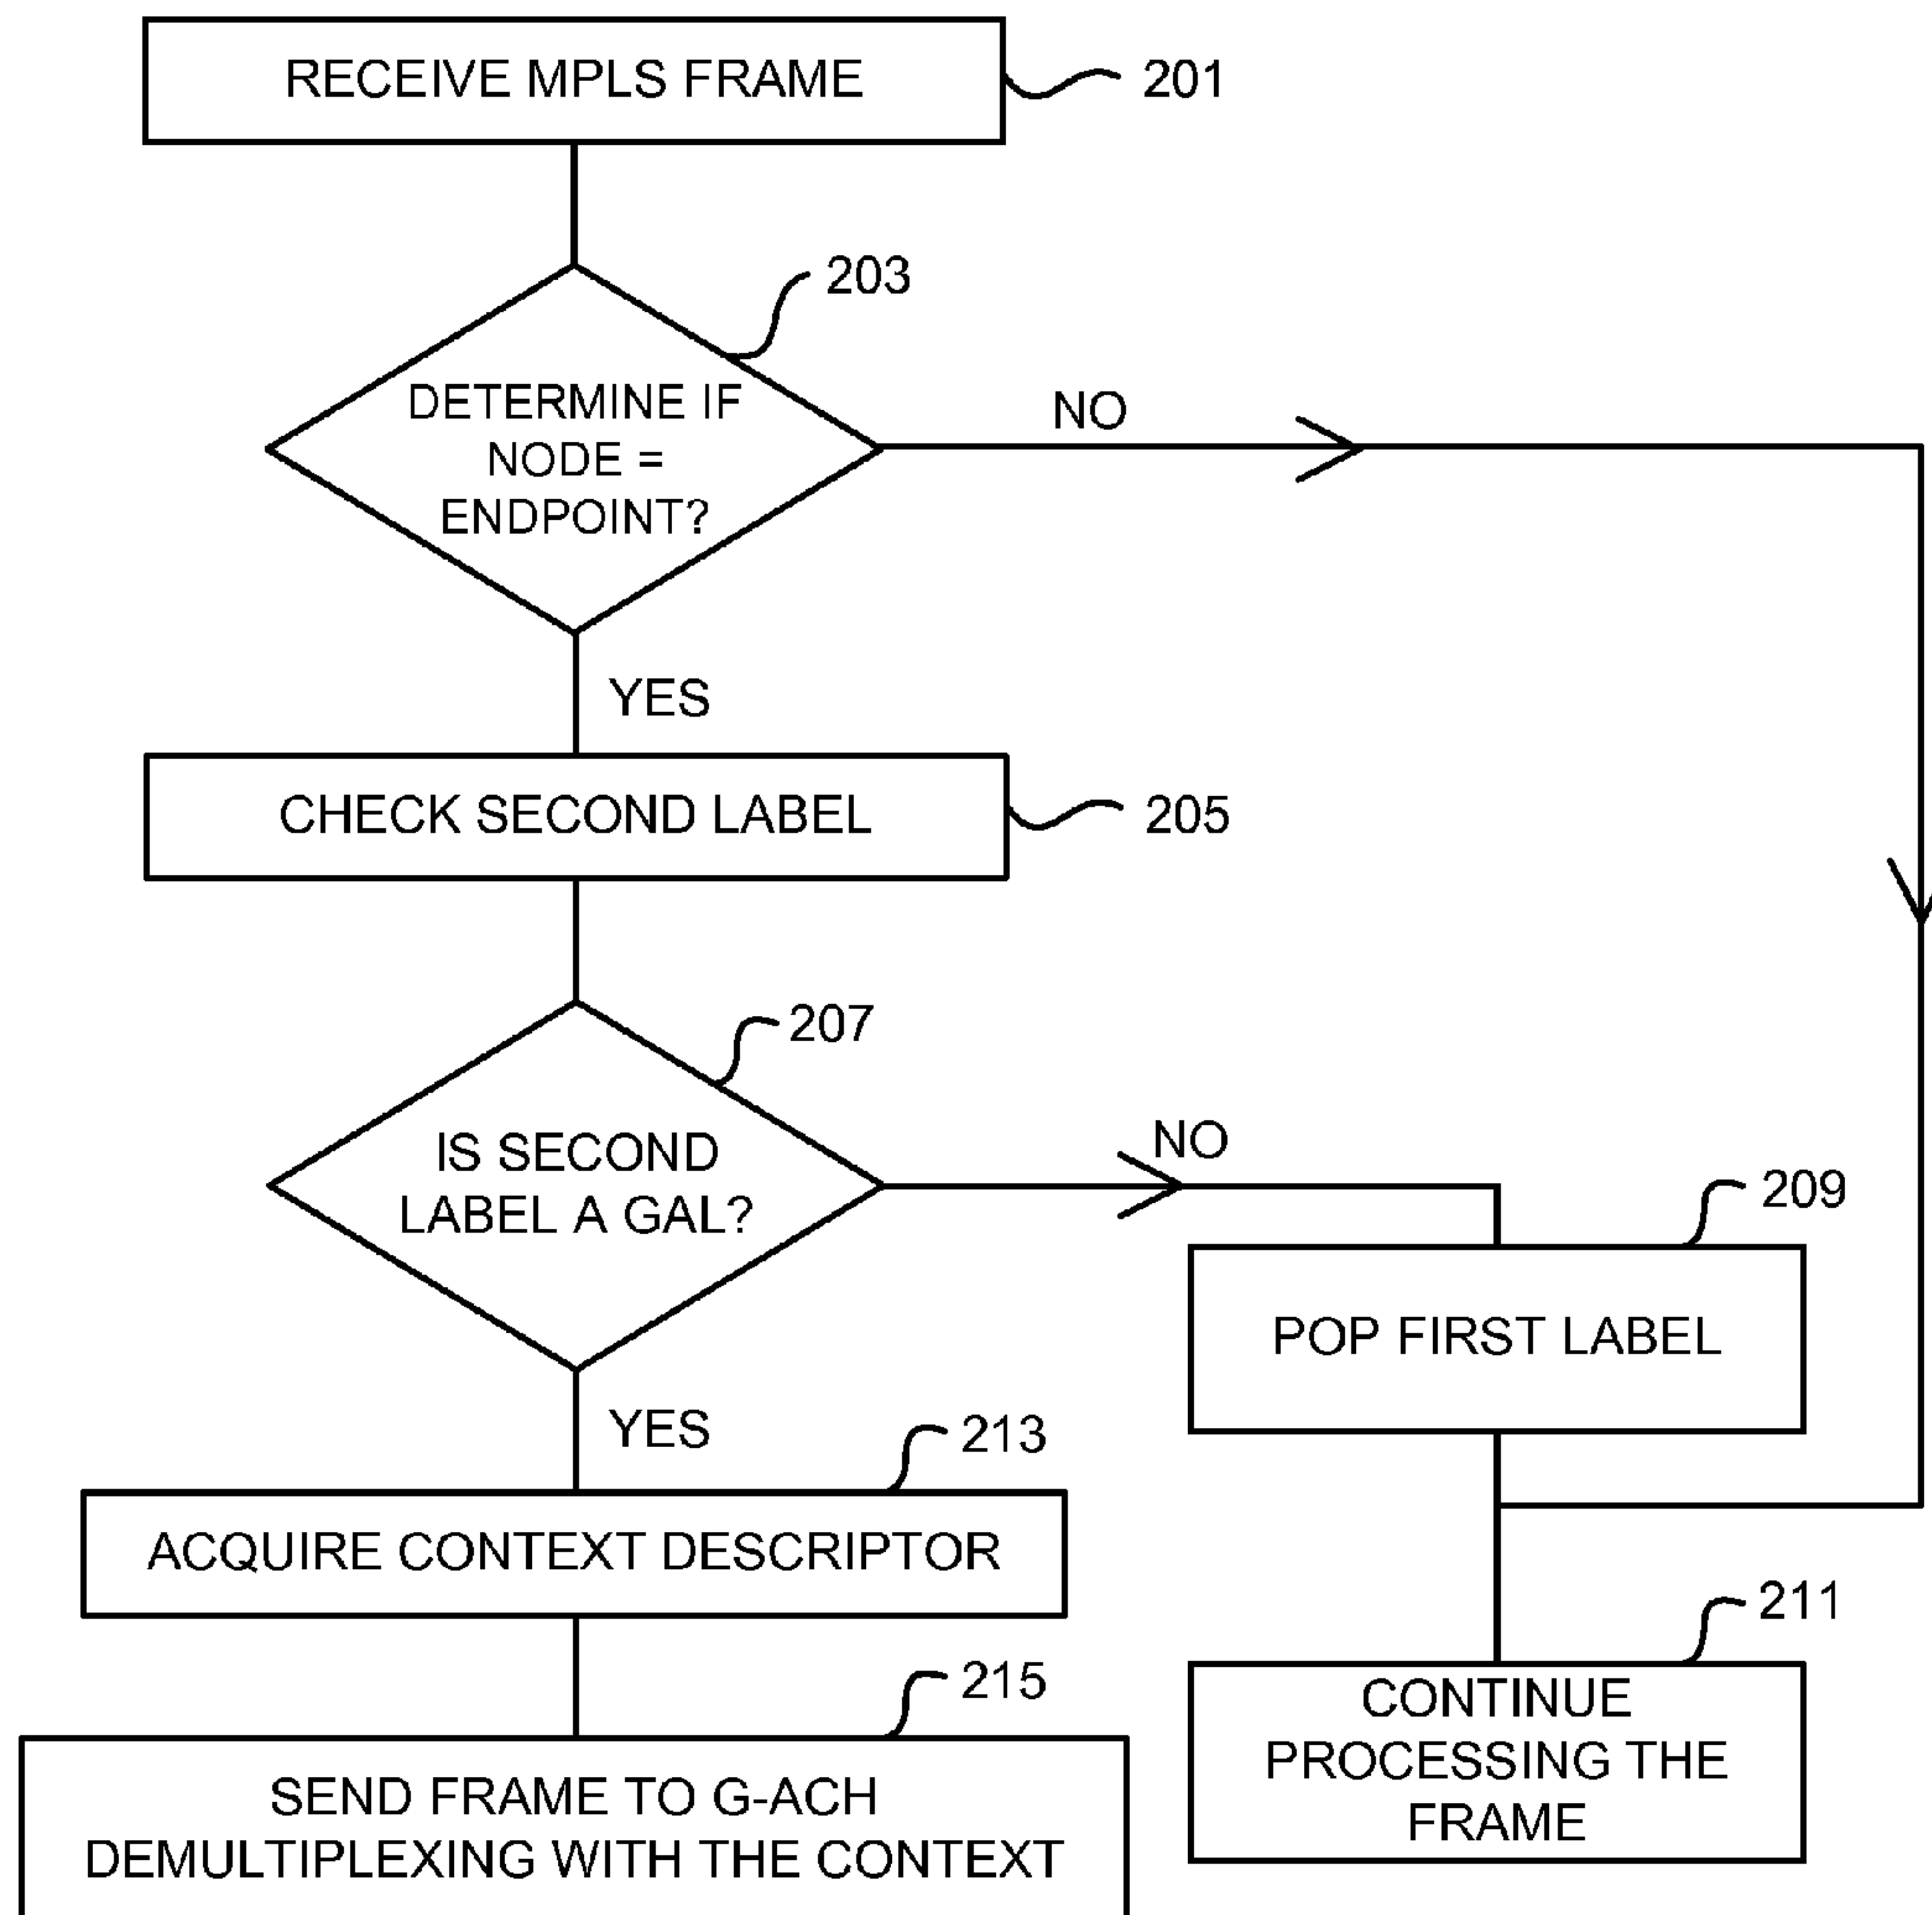 RECEIVE MPLS FRAME
201
203
DETERMINE IF
NODE =
ENDPOINT?
NO
YES
CHECK SECOND LABEL
205
207
IS SECOND
LABEL A GAL?
NO
209
POP FIRST LABEL
YES
213
ACQUIRE CONTEXT DESCRIPTOR
211
CONTINUE
PROCESSING THE
FRAME
215
SEND FRAME TO G-ACH
DEMULTIPLEXING WITH THE CONTEXT